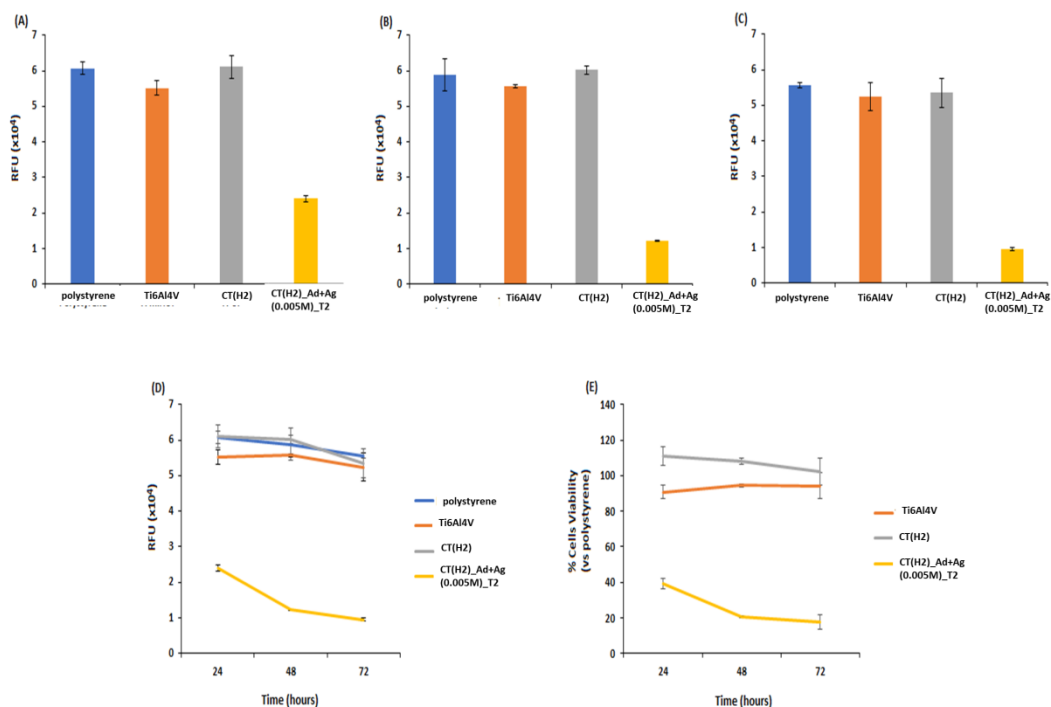 (A)
RFU (x10⁴)
7
6
5
4
3
2
1
0
polystyrene
Ti6Al4V
CT(H2)
CT(H2)_Ad+Ag
(0.005M)_T2
(B)
RFU (x10⁴)
7
6
5
4
3
2
1
0
polystyrene
Ti6Al4V
CT(H2)
CT(H2)_Ad+Ag
(0.005M)_T2
(C)
RFU (x10⁴)
7
6
5
4
3
2
1
0
polystyrene
Ti6Al4V
CT(H2)
CT(H2)_Ad+Ag
(0.005M)_T2
(D)
RFU (x10⁴)
7
6
5
4
3
2
1
0
24
48
72
Time (hours)
polystyrene
Ti6Al4V
CT(H2)
CT(H2)_Ad+Ag
(0.005M)_T2
(E)
% Cells Viability
(vs polystyrene)
140
120
100
80
60
40
20
0
24
48
72
Time (hours)
Ti6Al4V
CT(H2)
CT(H2)_Ad+Ag
(0.005M)_T2